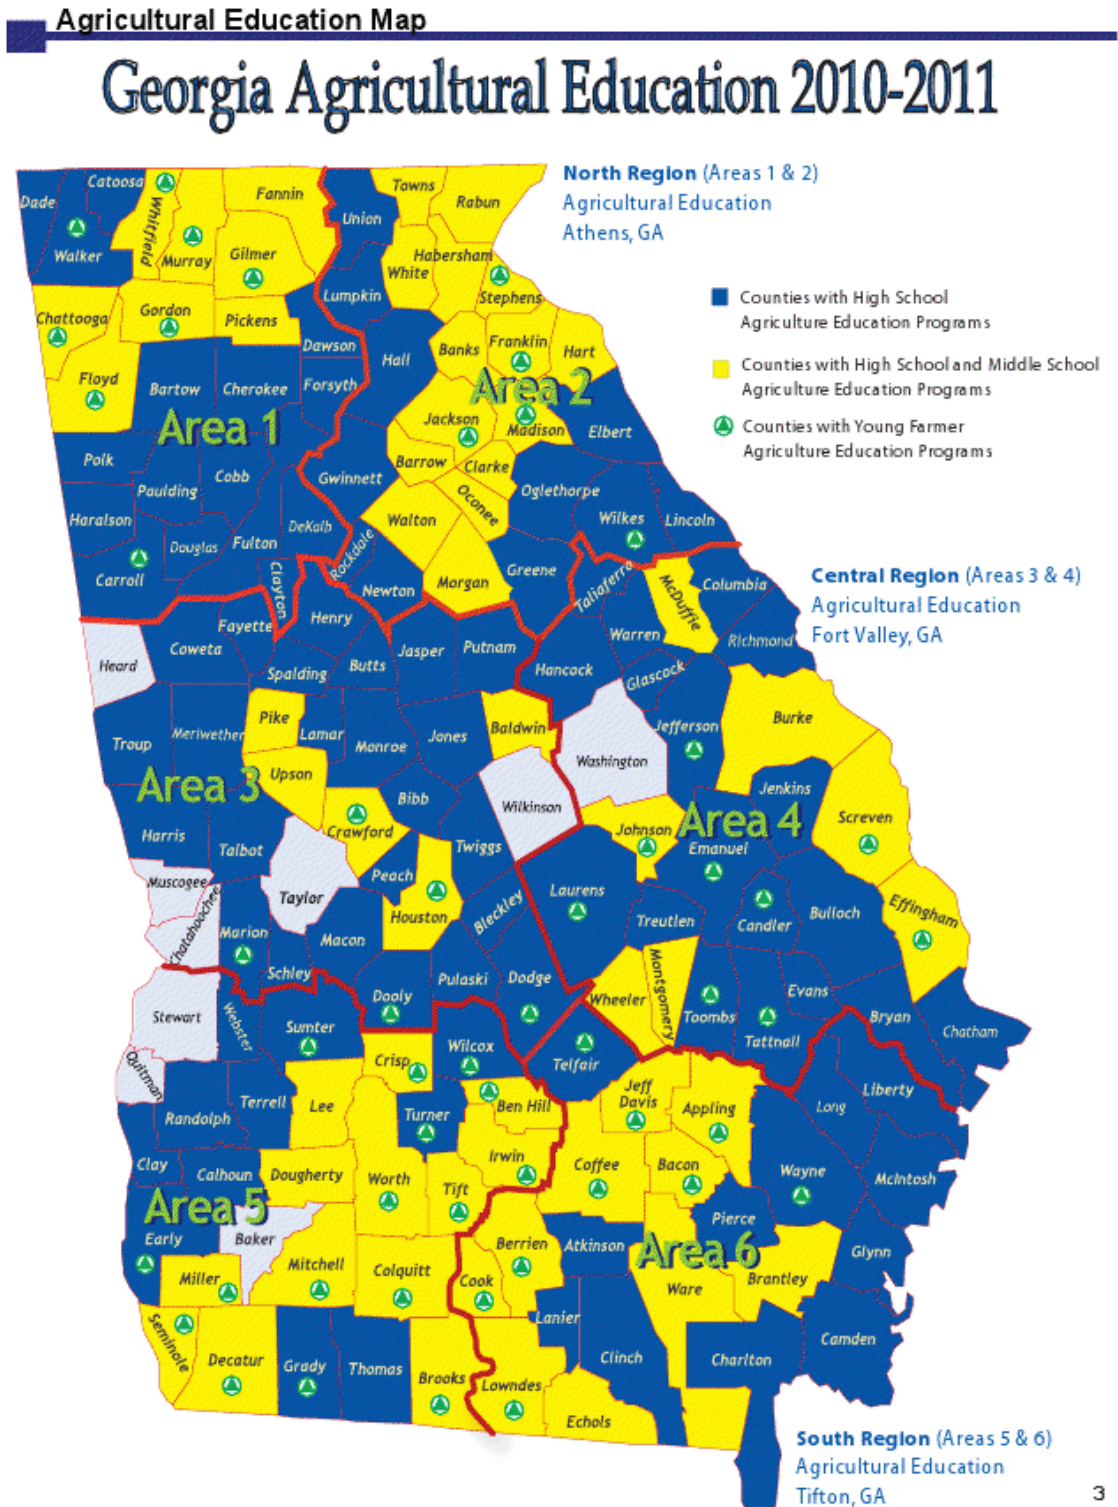 Agricultural Education Map
Georgia Agricultural Education 2010-2011
North Region (Areas 1 & 2)
Agricultural Education
Athens, GA
Counties with High School
Agriculture Education Programs
Counties with High School and Middle School
Agriculture Education Programs
Counties with Young Farmer
Agriculture Education Programs
Central Region (Areas 3 & 4)
Agricultural Education
Fort Valley, GA
South Region (Areas 5 & 6)
Agricultural Education
Tifton, GA
3
Area 1
Dade
Catoosa
Walker
Whitfield
Murray
Fannin
Gilmer
Chattooga
Gordon
Pickens
Dawson
Floyd
Bartow
Cherokee
Forsyth
Polk
Paulding
Cobb
Haralson
Douglas
Fulton
DeKalb
Carroll
Clayton
Area 2
Union
Towns
Rabun
Lumpkin
White
Habersham
Stephens
Hall
Banks
Franklin
Hart
Jackson
Madison
Elbert
Gwinnett
Barrow
Clarke
Oconee
Oglethorpe
Walton
Wilkes
Lincoln
Rockdale
Newton
Morgan
Greene
Area 3
Heard
Coweta
Fayette
Henry
Spalding
Butts
Jasper
Putnam
Troup
Meriwether
Pike
Lamar
Monroe
Jones
Baldwin
Upson
Bibb
Wilkinson
Harris
Talbot
Crawford
Twiggs
Muscogee
Taylor
Peach
Houston
Bleckley
Chatahoochee
Marion
Macon
Schley
Dooly
Pulaski
Dodge
Area 4
Taliaferro
McDuffie
Columbia
Warren
Richmond
Hancock
Glascock
Washington
Jefferson
Burke
Jenkins
Johnson
Emanuel
Screven
Laurens
Treutlen
Candler
Bulloch
Effingham
Wheeler
Montgomery
Toombs
Tattnall
Evans
Bryan
Chatham
Telfair
Area 5
Stewart
Webster
Sumter
Quitman
Randolph
Terrell
Lee
Crisp
Wilcox
Turner
Ben Hill
Clay
Calhoun
Dougherty
Worth
Irwin
Tift
Early
Baker
Miller
Mitchell
Colquitt
Seminole
Decatur
Grady
Thomas
Brooks
Area 6
Jeff
Davis
Appling
Long
Liberty
Coffee
Bacon
Wayne
McIntosh
Pierce
Berrien
Atkinson
Glynn
Cook
Ware
Brantley
Lanier
Clinch
Charlton
Camden
Lowndes
Echols